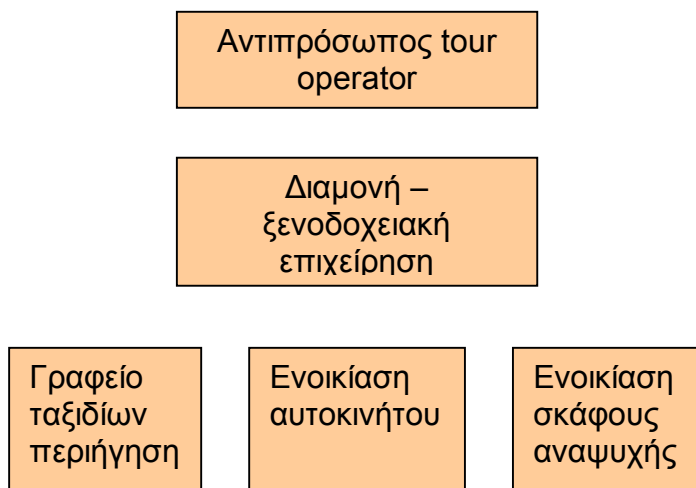 Αντιπρόσωπος tour
operator
Διαμονή –
ξενοδοχειακή
επιχείρηση
Γραφείο
ταξιδίων
περιήγηση
Ενοικίαση
αυτοκινήτου
Ενοικίαση
σκάφους
αναψυχής